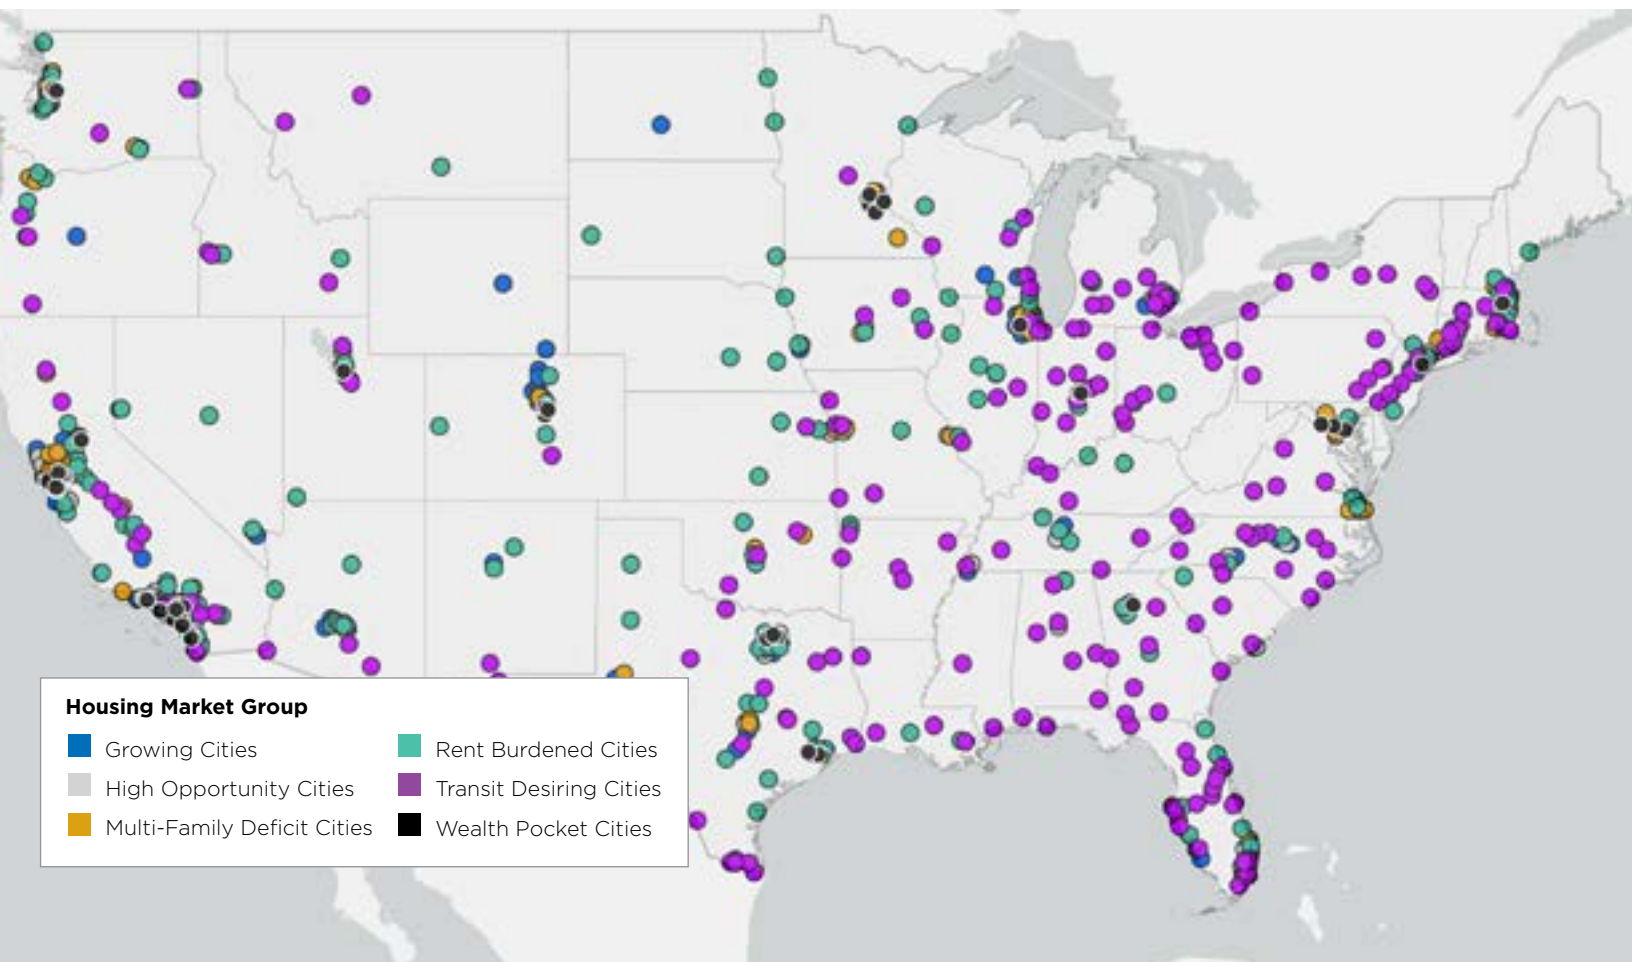 Housing Market Group
Growing Cities
High Opportunity Cities
Multi-Family Deficit Cities
Rent Burdened Cities
Transit Desiring Cities
Wealth Pocket Cities